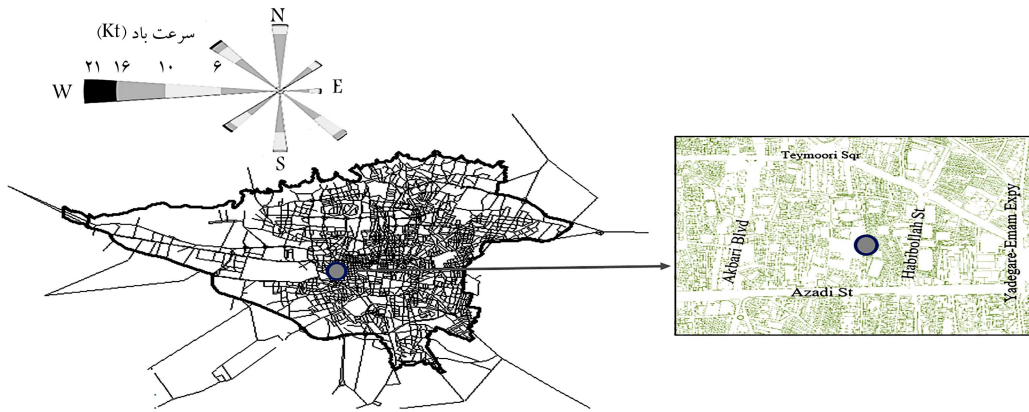 N
سرعت باد (Kt)
۲۱ ۱۶ ۱۰ ۶
W
E
S
Teymoori Sqr
Akbari Blvd
Habibollah St
Yadegare-Emam Expy
Azadi St